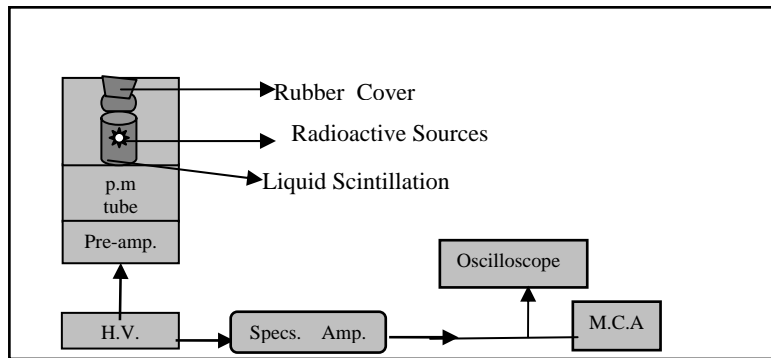 Rubber Cover
Radioactive Sources
Liquid Scintillation
p.m
tube
Pre-amp.
Oscilloscope
H.V.
Specs. Amp.
M.C.A